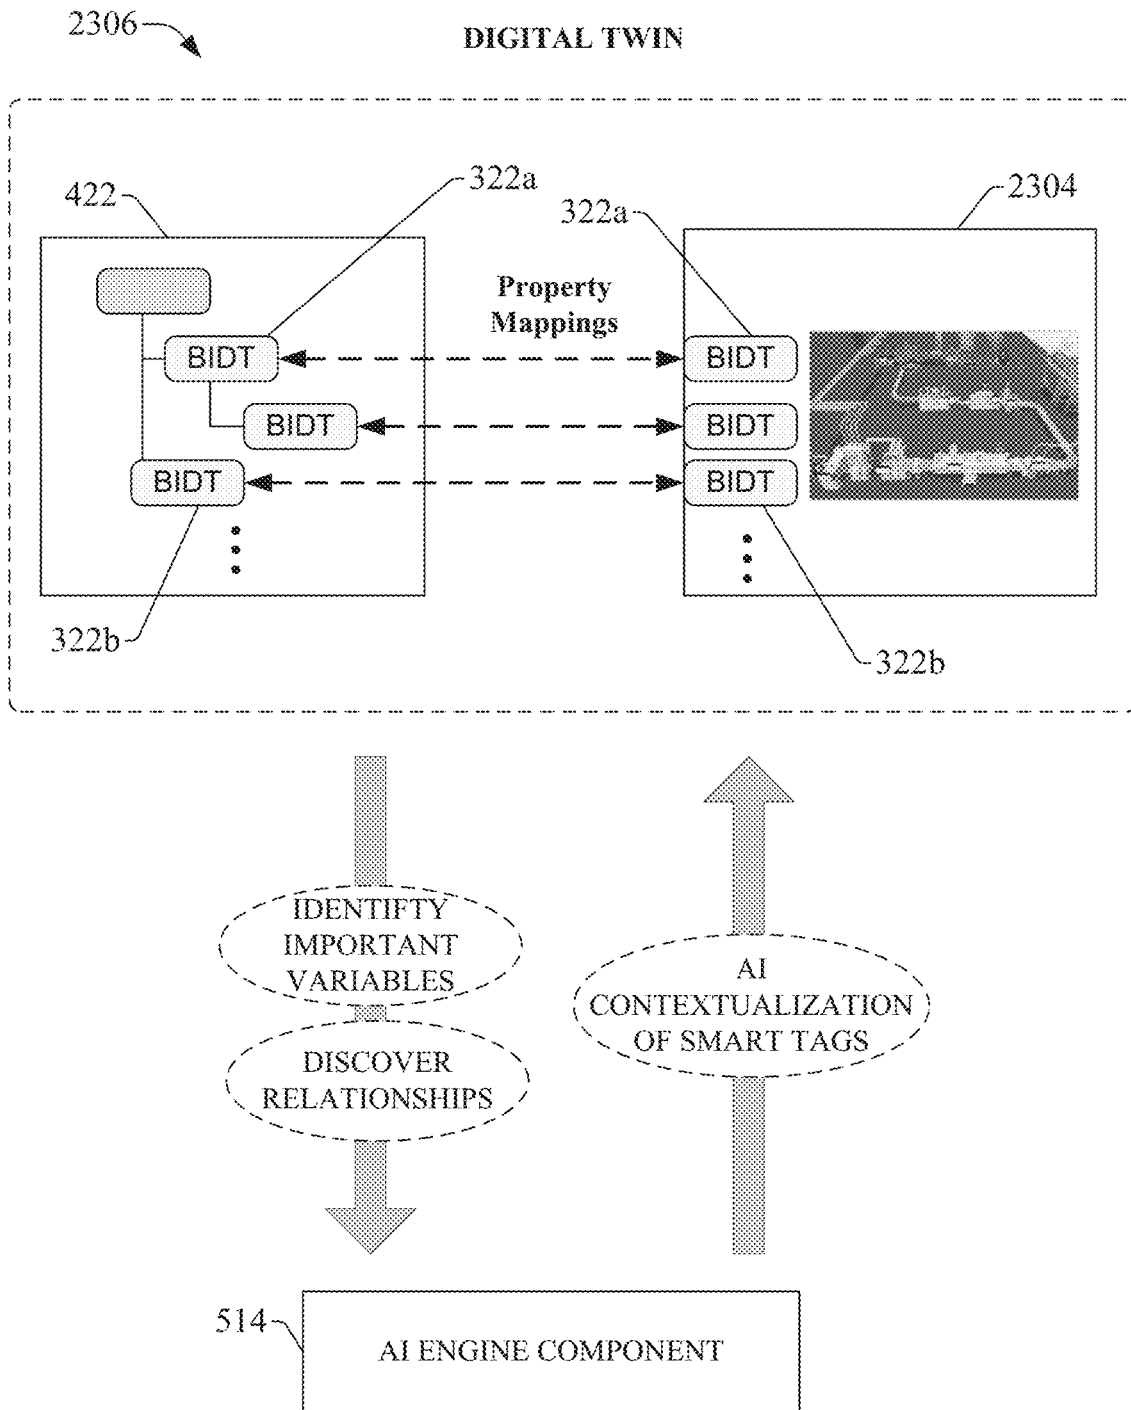 2306
DIGITAL TWIN
422
322a
322a
2304
Property
Mappings
BIDT
BIDT
BIDT
BIDT
BIDT
BIDT
322b
322b
IDENTIFTY
IMPORTANT
VARIABLES
DISCOVER
RELATIONSHIPS
AI
CONTEXTUALIZATION
OF SMART TAGS
514
AI ENGINE COMPONENT